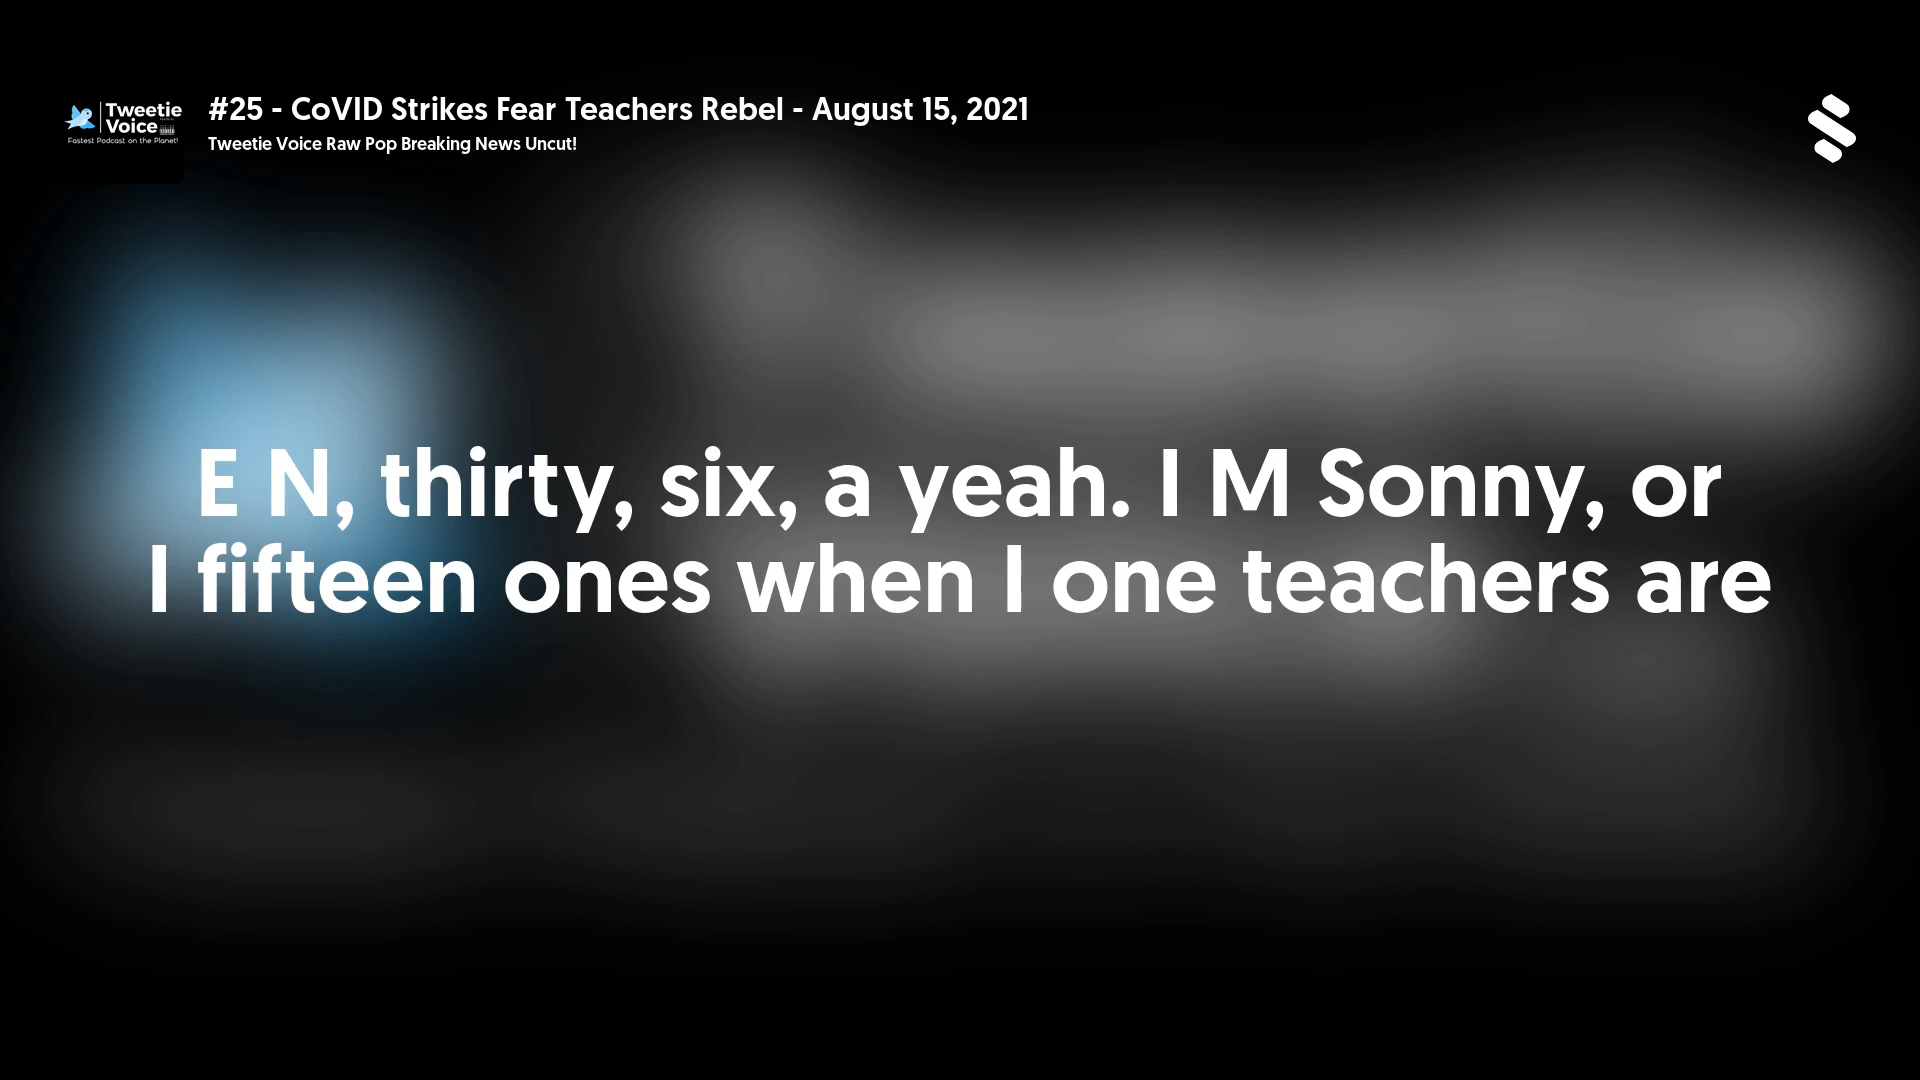 Tweetie
Voice
Fastest Podcast on the Planet!
#25 - CoVID Strikes Fear Teachers Rebel - August 15, 2021
Tweetie Voice Raw Pop Breaking News Uncut!
E N, thirty, six, a yeah. I M Sonny, or
I fifteen ones when I one teachers are